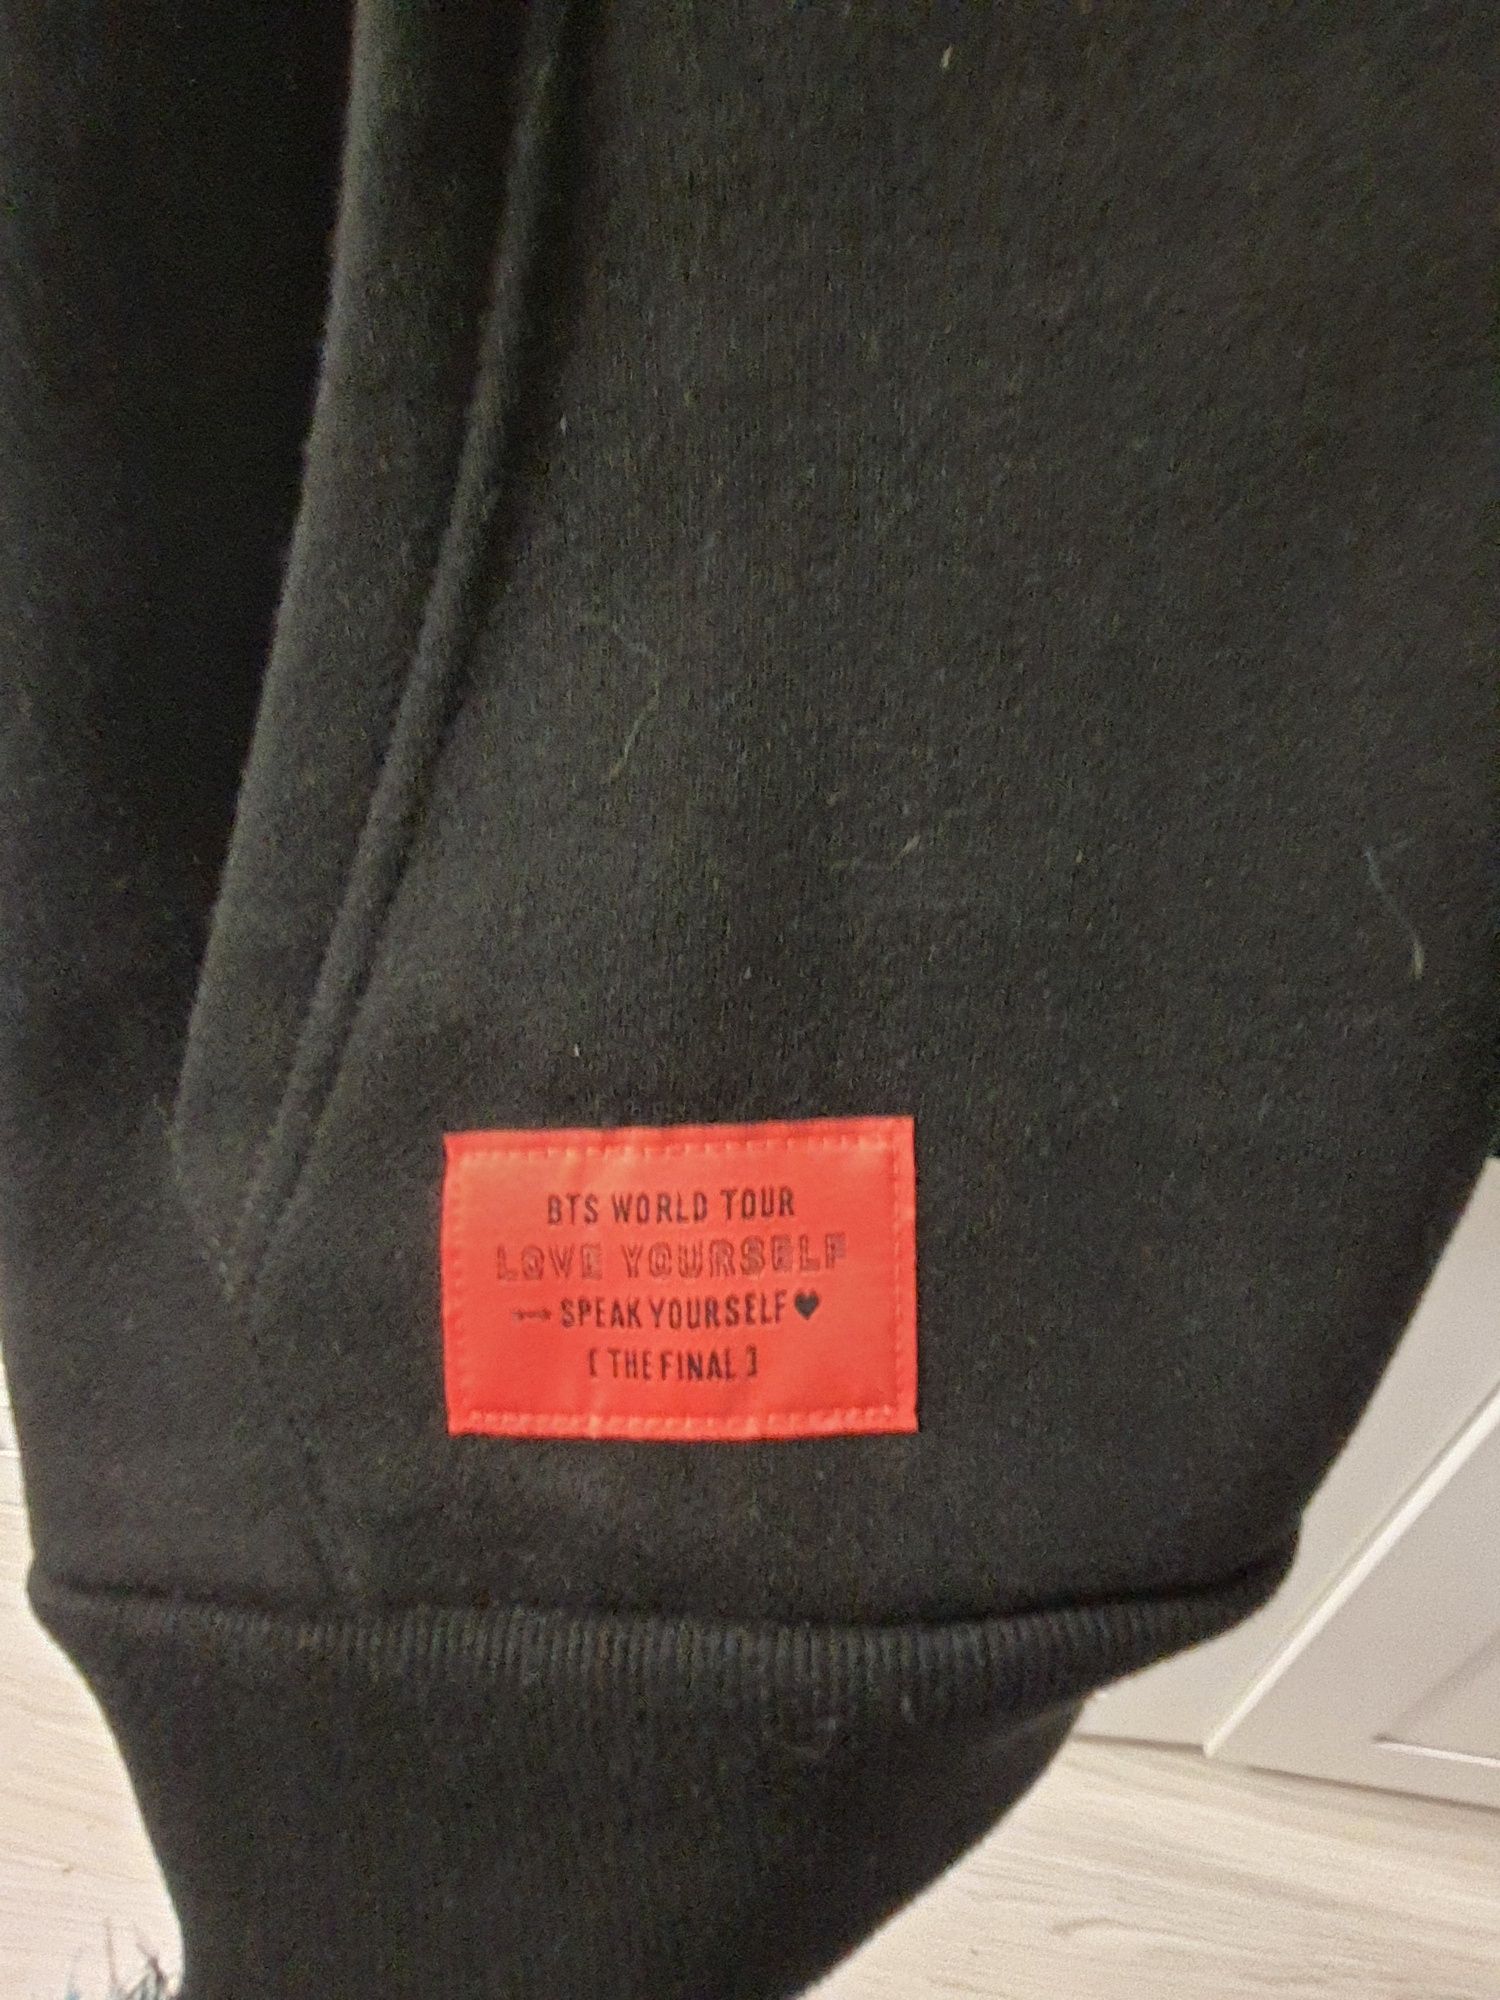 BTS WORLD TOUR
LOVE YOURSELF
SPEAK YOURSELF♥
[THE FINAL]